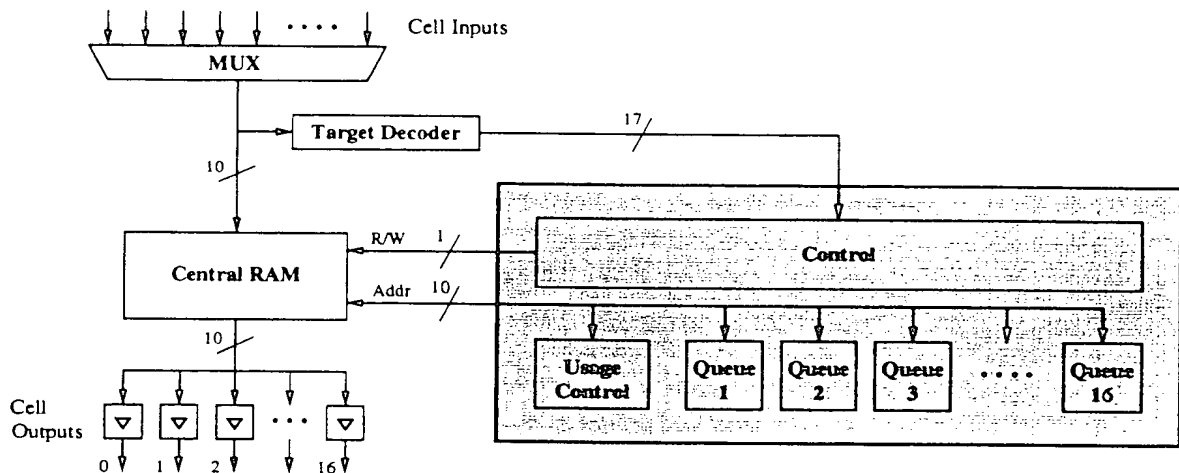 Cell Inputs
MUX
Target Decoder
17
10
R/W
1
Control
Central RAM
Addr
10
10
Usage
Control
Queue
1
Queue
2
Queue
3
Queue
16
Cell
Outputs
0
1
2
16